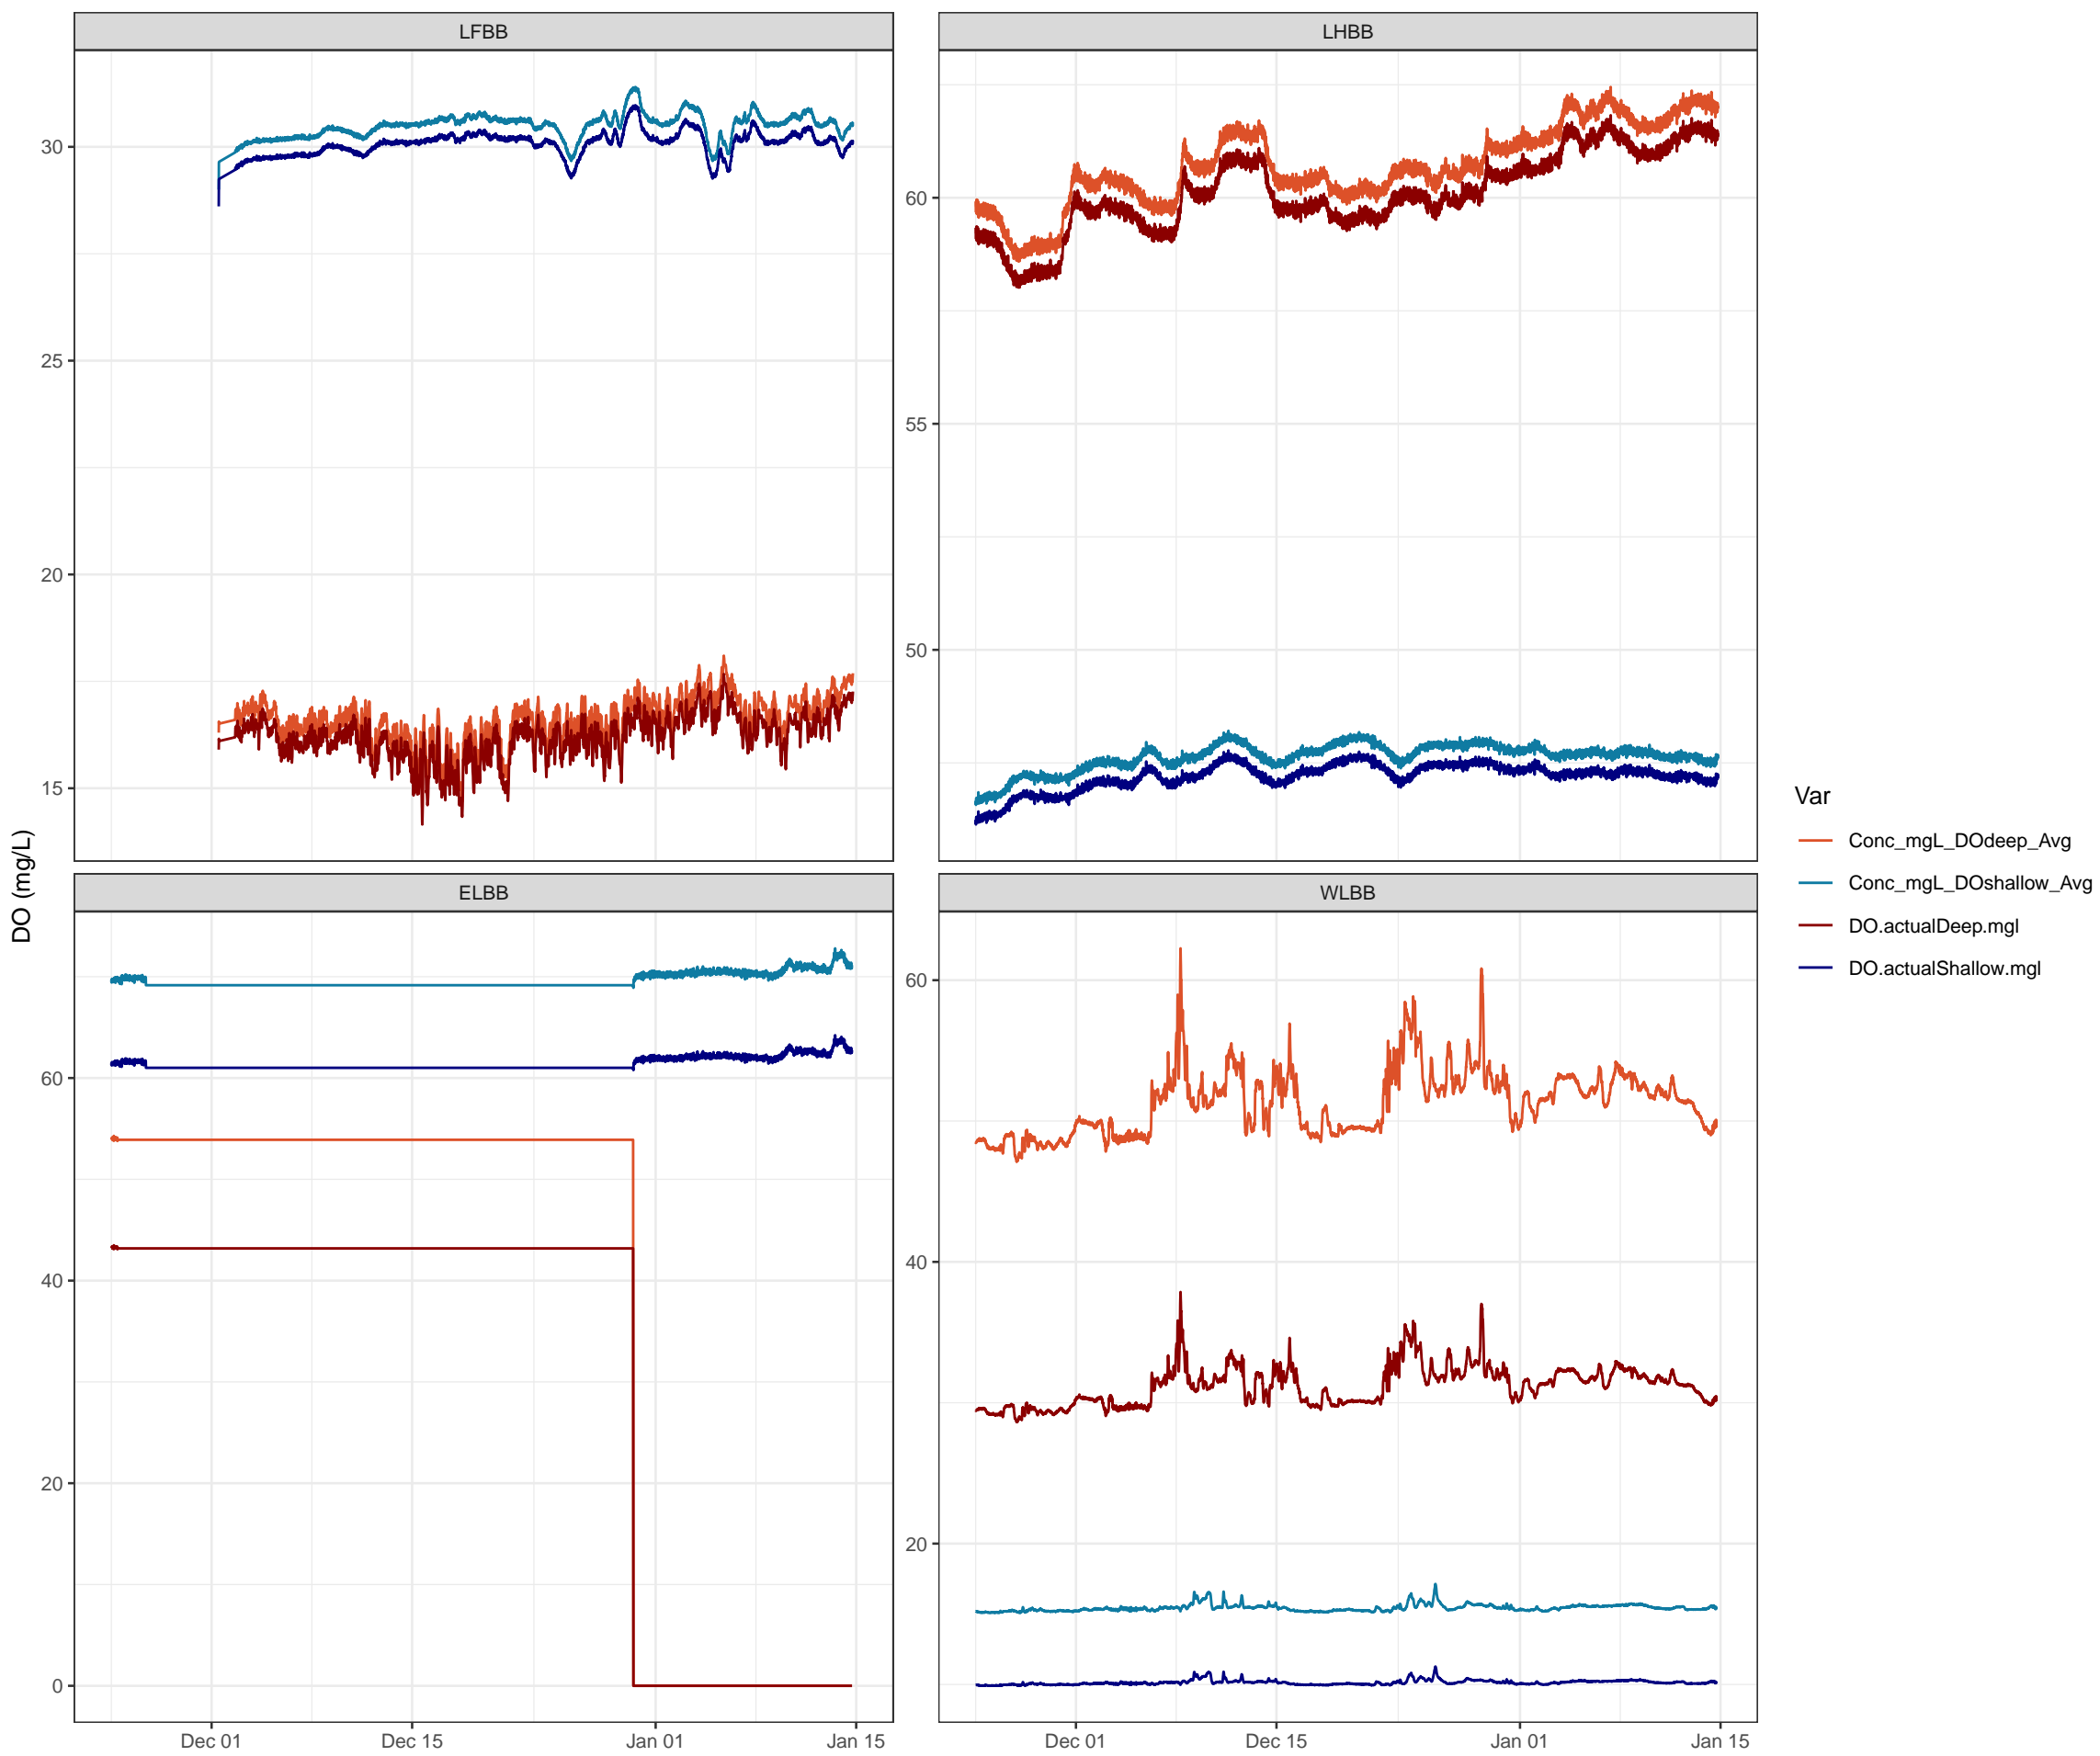 LFBB
LHBB
30
25
20
15
60
55
50
DO (mg/L)
ELBB
WLBB
60
40
20
0
60
40
20
Dec 01
Dec 15
Jan 01
Jan 15
Dec 01
Dec 15
Jan 01
Jan 15
Var
Conc_mgL_DOdeep_Avg
Conc_mgL_DOshallow_Avg
DO.actualDeep.mgl
DO.actualShallow.mgl